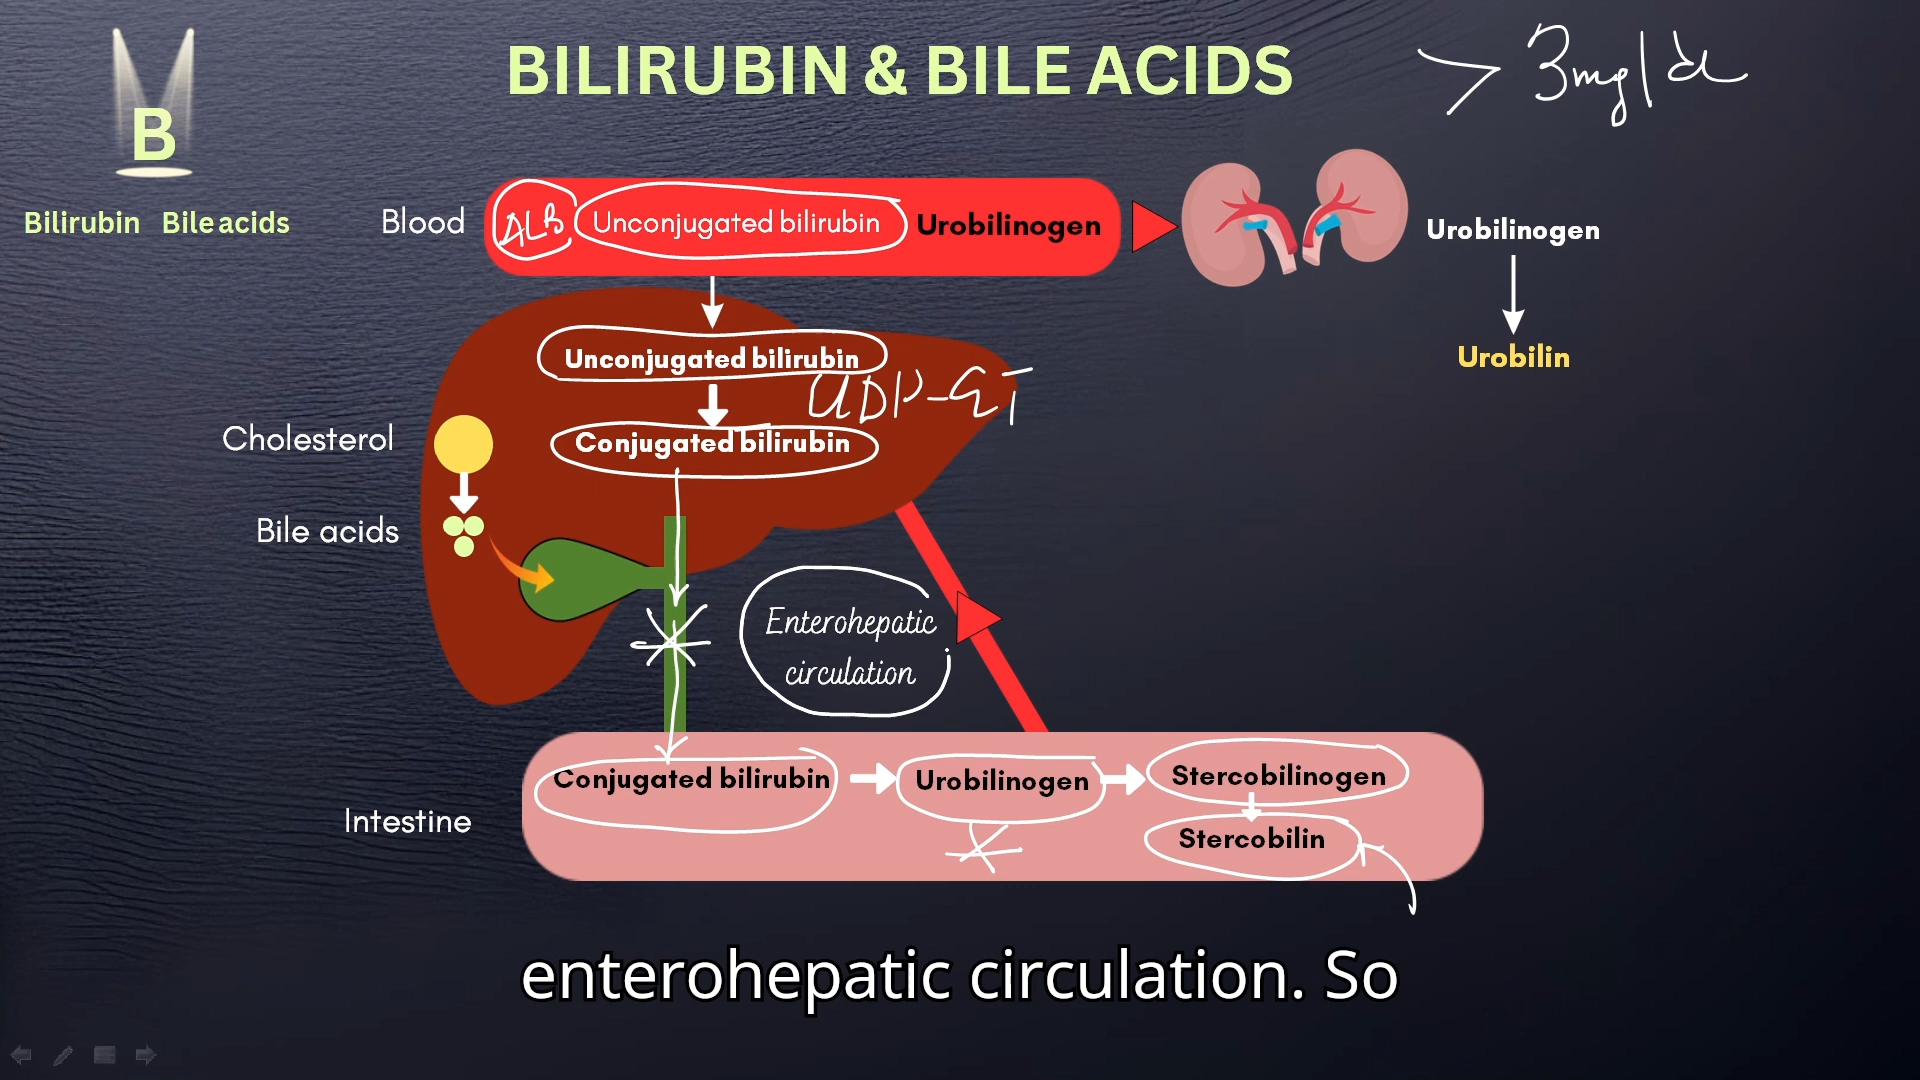 BILIRUBIN & BILE ACIDS
> 3mg/dl
B
Bilirubin Bile acids
Blood
ALB Unconjugated bilirubin Urobilinogen
Urobilinogen
Urobilin
Unconjugated bilirubin
UDP-GT
Conjugated bilirubin
Cholesterol
Bile acids
Enterohepatic
circulation
Intestine
Conjugated bilirubin Urobilinogen Stercobilinogen
Stercobilin
enterohepatic circulation. So